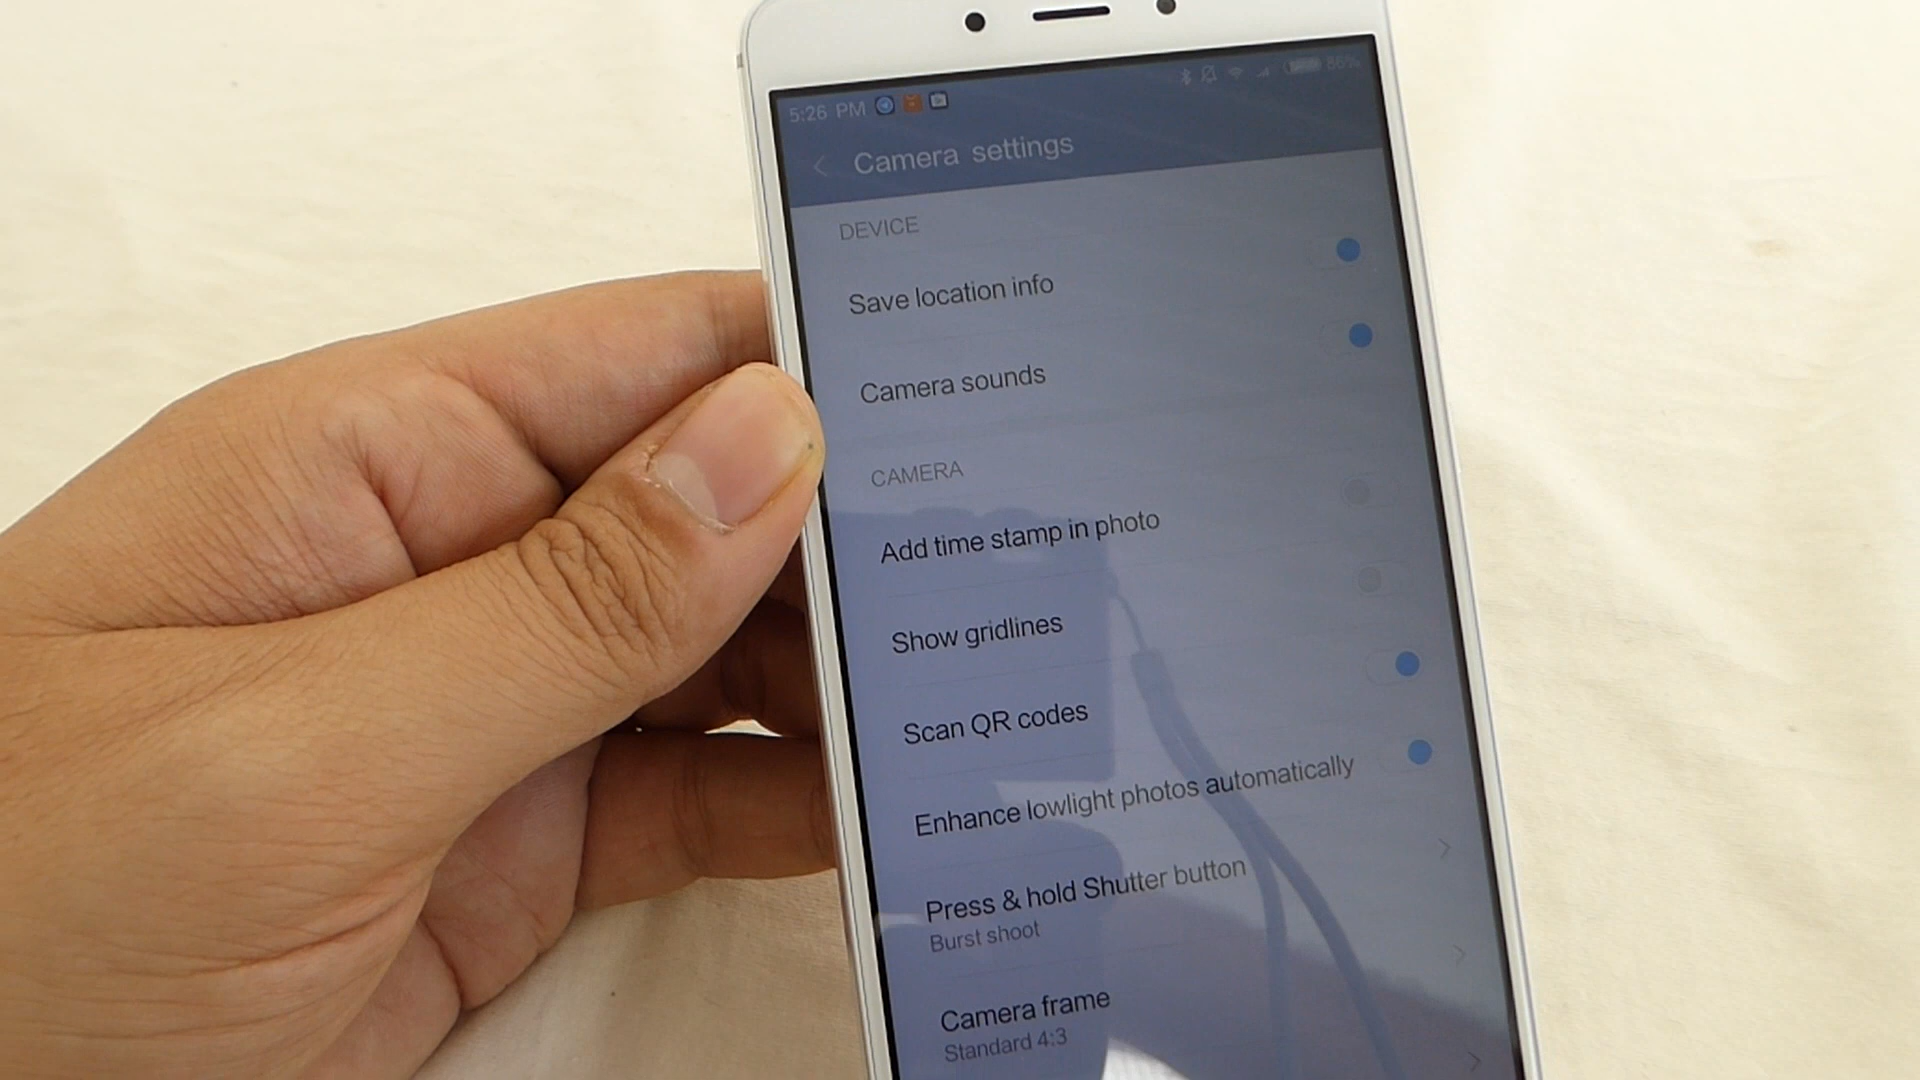 5:26 PM 86%
Camera settings
DEVICE
Save location info
Camera sounds
CAMERA
Add time stamp in photo
Show gridlines
Scan QR codes
Enhance lowlight photos automatically
Press & hold Shutter button
Burst shoot
Camera frame
Standard 4:3